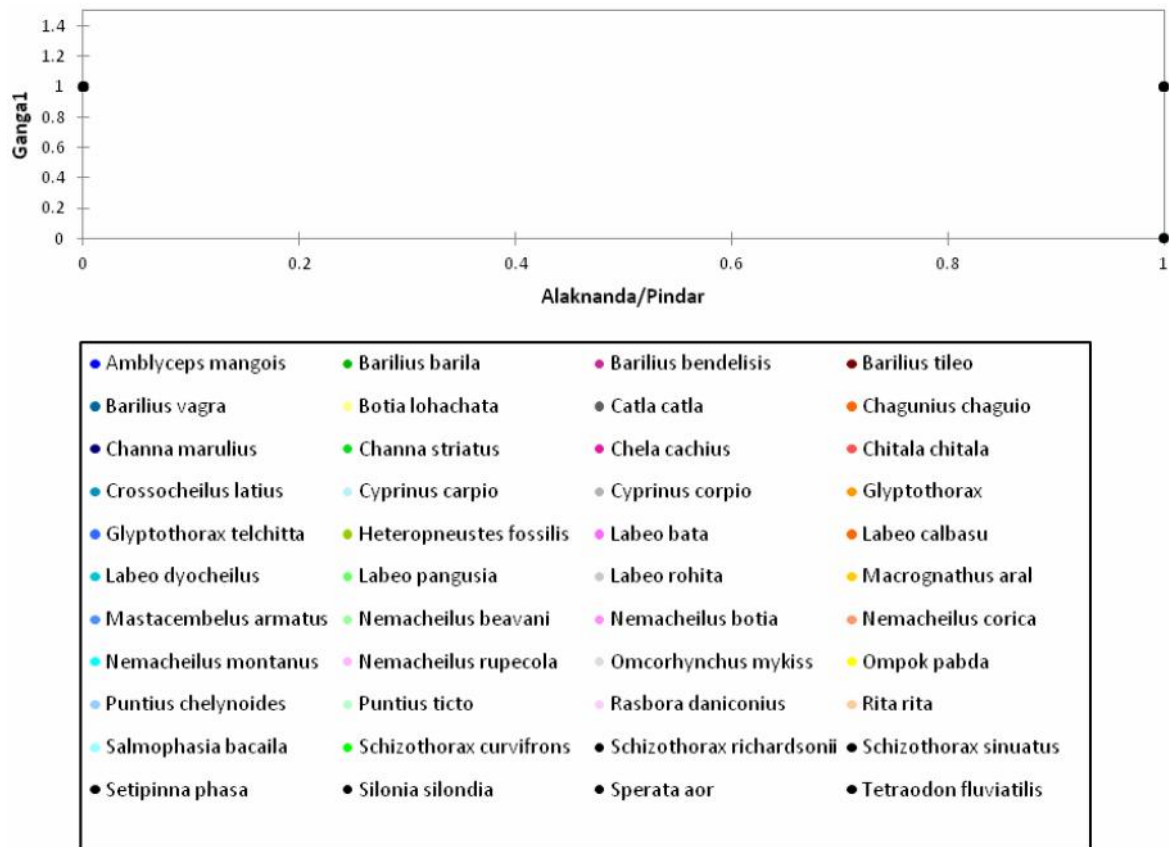 1.4
1.2
1
0.8
0.6
0.4
0.2
0
Ganga1
0 0.2 0.4 0.6 0.8 1
Alaknanda/Pindar
Amblyceps mangois Barilius barila Barilius bendelisis Barilius tileo
Barilius vagra Botia lohachata Catla catla Chagunius chaguio
Channa marulius Channa striatus Chela cachius Chitala chitala
Crossocheilus latius Cyprinus carpio Cyprinus corpio Glyptothorax
Glyptothorax telchitta Heteropneustes fossilis Labeo bata Labeo calbasu
Labeo dyocheilus Labeo pangusia Labeo rohita Macrognathus aral
Mastacembelus armatus Nemacheilus beavani Nemacheilus botia Nemacheilus corica
Nemacheilus montanus Nemacheilus rupecola Omcorhynchus mykiss Ompok pabda
Puntius chelynoides Puntius ticto Rasbora daniconius Rita rita
Salmophasia bacaila Schizothorax curvifrons Schizothorax richardsonii Schizothorax sinuatus
Setipinna phasa Silonia silondia Sperata aor Tetraodon fluviatilis